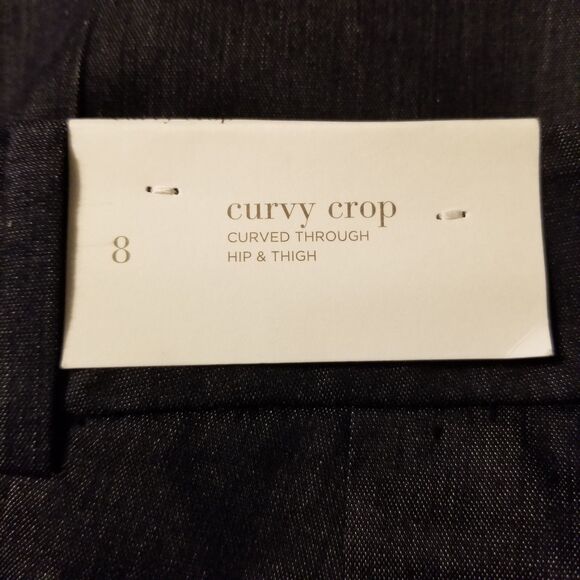 curvy crop
CURVED THROUGH
8
HIP & THIGH